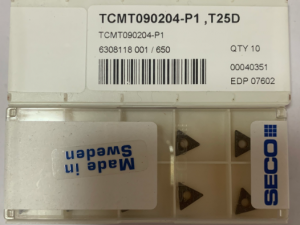 TCMT090204-P1 ,T25D
TCMT090204-P1
6308118 001 / 650
QTY 10
00040351
EDP 07602
Made in
Sweden
SECO